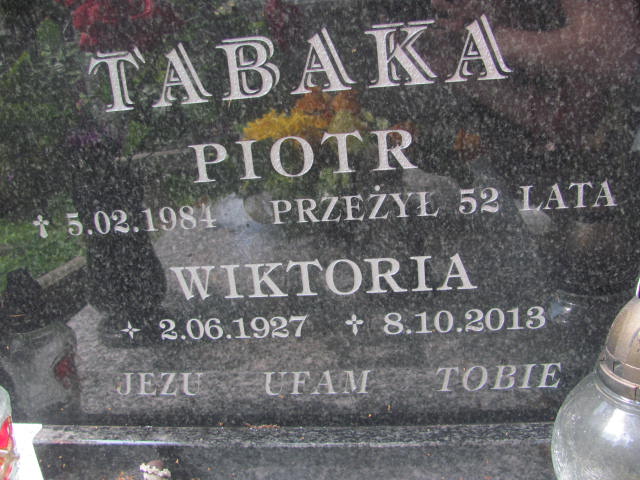 TABAKA
PIOTR
✝ 5.02.1984 PRZEŻYŁ 52 LATA
WIKTORIA
✢ 2.06.1927 ✝ 8.10.2013
JEZU UFAM TOBIE